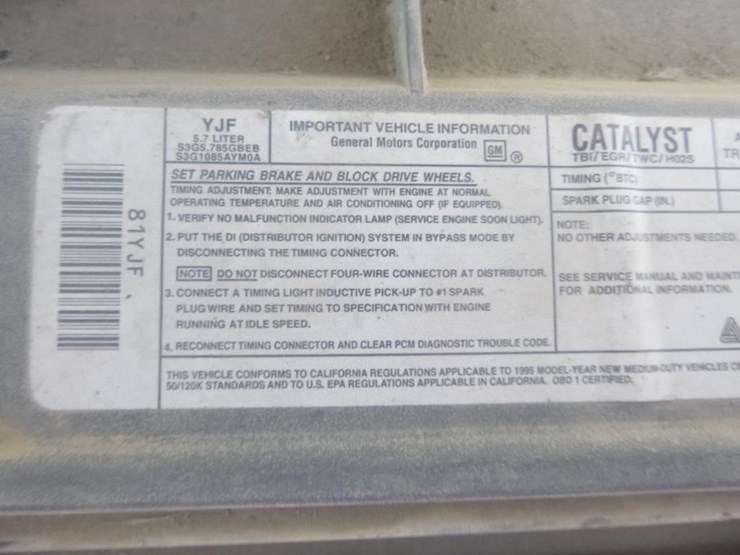 81YJF
YJF
5.7 LITER
S3G5.785GBEB
S3G1085AYM0A
IMPORTANT VEHICLE INFORMATION
General Motors Corporation GM ®
SET PARKING BRAKE AND BLOCK DRIVE WHEELS.
TIMING ADJUSTMENT: MAKE ADJUSTMENT WITH ENGINE AT NORMAL
OPERATING TEMPERATURE AND AIR CONDITIONING OFF (IF EQUIPPED).
1. VERIFY NO MALFUNCTION INDICATOR LAMP (SERVICE ENGINE SOON LIGHT).
2. PUT THE DI (DISTRIBUTOR IGNITION) SYSTEM IN BYPASS MODE BY
DISCONNECTING THE TIMING CONNECTOR.
NOTE DO NOT DISCONNECT FOUR-WIRE CONNECTOR AT DISTRIBUTOR.
3. CONNECT A TIMING LIGHT INDUCTIVE PICK-UP TO #1 SPARK
PLUG WIRE AND SET TIMING TO SPECIFICATION WITH ENGINE
RUNNING AT IDLE SPEED.
4. RECONNECT TIMING CONNECTOR AND CLEAR PCM DIAGNOSTIC TROUBLE CODE.
CATALYST
TBI/EGR/TWC/HO2S
TR
TIMING (°BTC)
SPARK PLUG GAP (IN.)
NOTE:
NO OTHER ADJUSTMENTS NEEDED.
SEE SERVICE MANUAL AND MAINT
FOR ADDITIONAL INFORMATION.
THIS VEHICLE CONFORMS TO CALIFORNIA REGULATIONS APPLICABLE TO 1995 MODEL-YEAR NEW MEDIUM-DUTY VEHICLES CE
50/120K STANDARDS AND TO U.S. EPA REGULATIONS APPLICABLE IN CALIFORNIA. OBD 1 CERTIFIED.